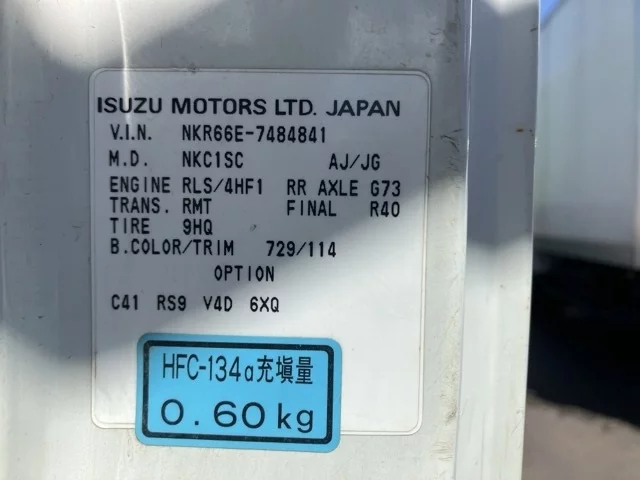 ISUZU MOTORS LTD. JAPAN
V.I.N. NKR66E-7484841
M.D. NKC1SC AJ/JG
ENGINE RLS/4HF1 RR AXLE G73
TRANS. RMT FINAL R40
TIRE 9HQ
B.COLOR/TRIM 729/114
OPTION
C41 RS9 V4D 6XQ
HFC-134a充塡量
0.60kg